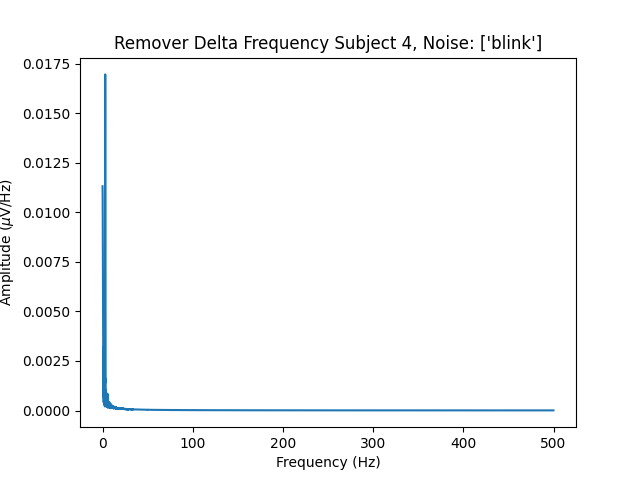 Remover Delta Frequency Subject 4, Noise: ['blink']
0.0175
0.0150
0.0125
0.0100
0.0075
0.0050
0.0025
0.0000
Amplitude (μV/Hz)
0 100 200 300 400 500
Frequency (Hz)